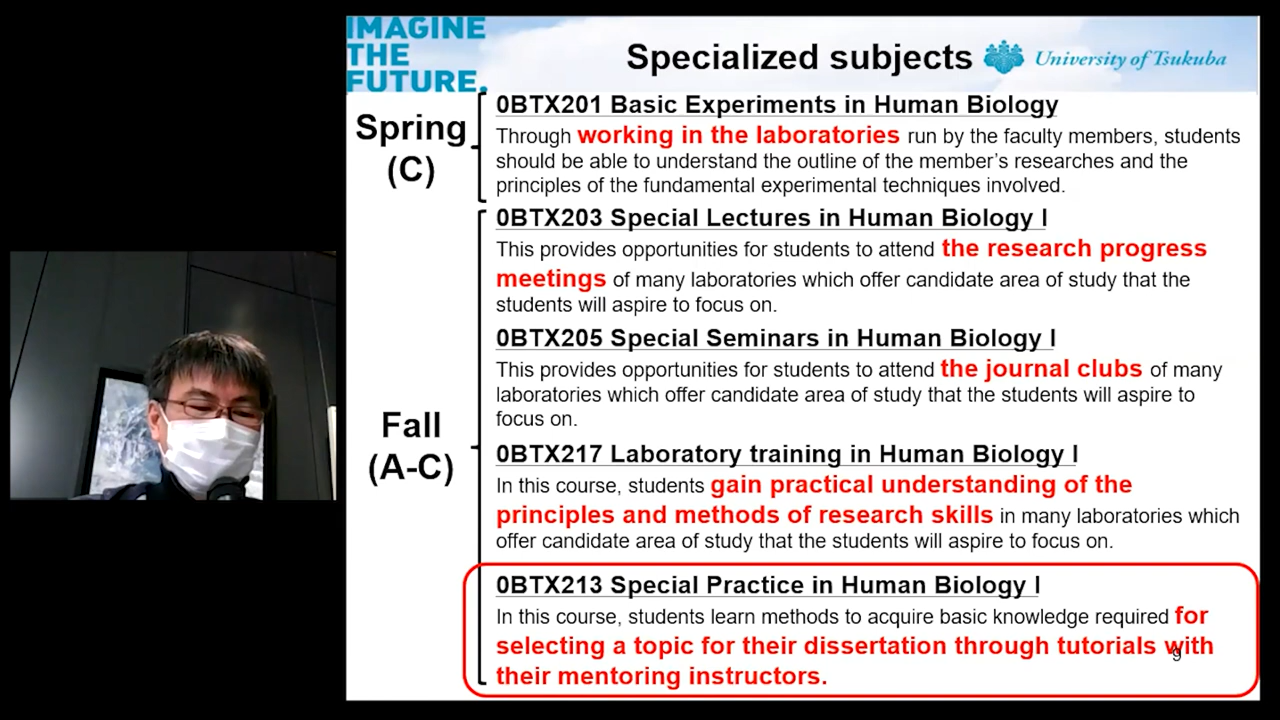 IMAGINE
THE
FUTURE.
Specialized subjects
University of Tsukuba
Spring
(C)
0BTX201 Basic Experiments in Human Biology
Through working in the laboratories run by the faculty members, students
should be able to understand the outline of the member's researches and the
principles of the fundamental experimental techniques involved.
Fall
(A-C)
0BTX203 Special Lectures in Human Biology I
This provides opportunities for students to attend the research progress
meetings of many laboratories which offer candidate area of study that the
students will aspire to focus on.
0BTX205 Special Seminars in Human Biology I
This provides opportunities for students to attend the journal clubs of many
laboratories which offer candidate area of study that the the students will aspire to
focus on.
0BTX217 Laboratory training in Human Biology I
In this course, students gain practical understanding of the
principles and methods of research skills in many laboratories which
offer candidate area of study that the students will aspire to focus on.
0BTX213 Special Practice in Human Biology I
In this course, students learn methods to acquire basic knowledge required for
selecting a topic for their dissertation through tutorials with
their mentoring instructors.
9